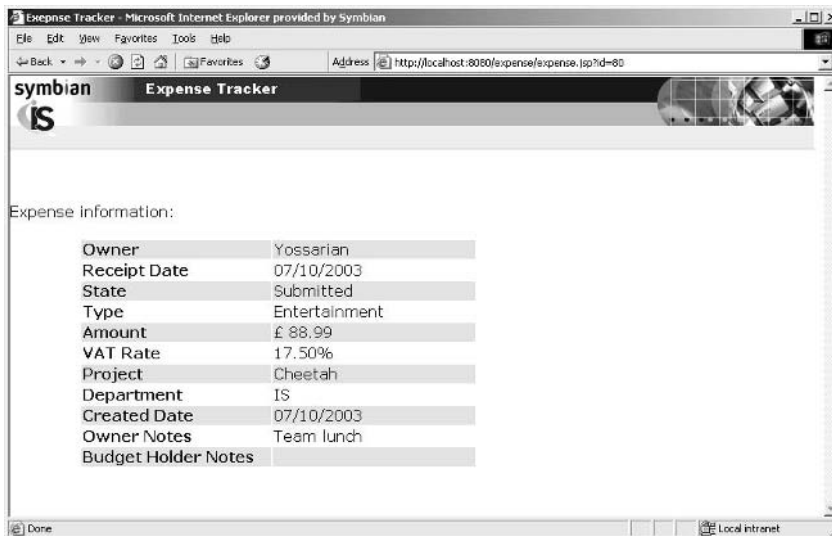 Exepnse Tracker - Microsoft Internet Explorer provided by Symbian
File Edit View Favorites Tools Help
Back Favorites Address http://localhost:8080/expense/expense.jsp?id=80
symbian Expense Tracker
IS
Expense information:
Owner Yossarian
Receipt Date 07/10/2003
State Submitted
Type Entertainment
Amount £ 88.99
VAT Rate 17.50%
Project Cheetah
Department IS
Created Date 07/10/2003
Owner Notes Team lunch
Budget Holder Notes
Done Local intranet